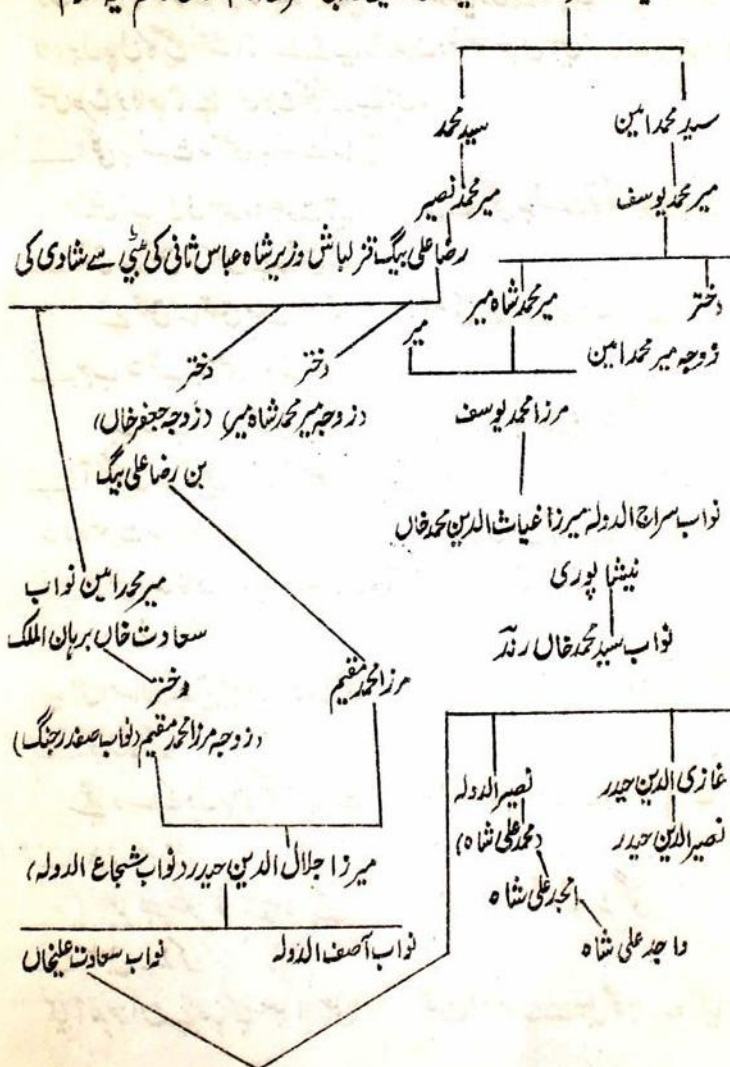 سید محمد امین
سید محمد
میر محمد یوسف
میر محمد نصیر
رضا علی بیگ قزلباش وزیر شاہ عباس ثانی کی بیٹی سے شادی کی
دختر
میر محمد شاہ میر
میر
زوجہ میر محمد امین
دختر
دختر
(زوجہ میر محمد شاہ میر)
(زوجہ جعفر خاں)
مرزا محمد یوسف
بن رضا علی بیگ
نواب سراج الدولہ میرزا غیاث الدین محمد خاں
نیشاپوری
میر محمد امین نواب
سعادت خاں برہان الملک
نواب سید محمد خاں رند
مرزا محمد مقیم
دختر
(زوجہ مرزا محمد مقیم (نواب صفدر جنگ)
غازی الدین حیدر
نصیر الدولہ
نصیر الدین حیدر
(محمد علی شاہ)
میرزا جلال الدین حیدر (نواب شجاع الدولہ)
امجد علی شاہ
واجد علی شاہ
نواب آصف الدولہ
نواب سعادت علیخاں